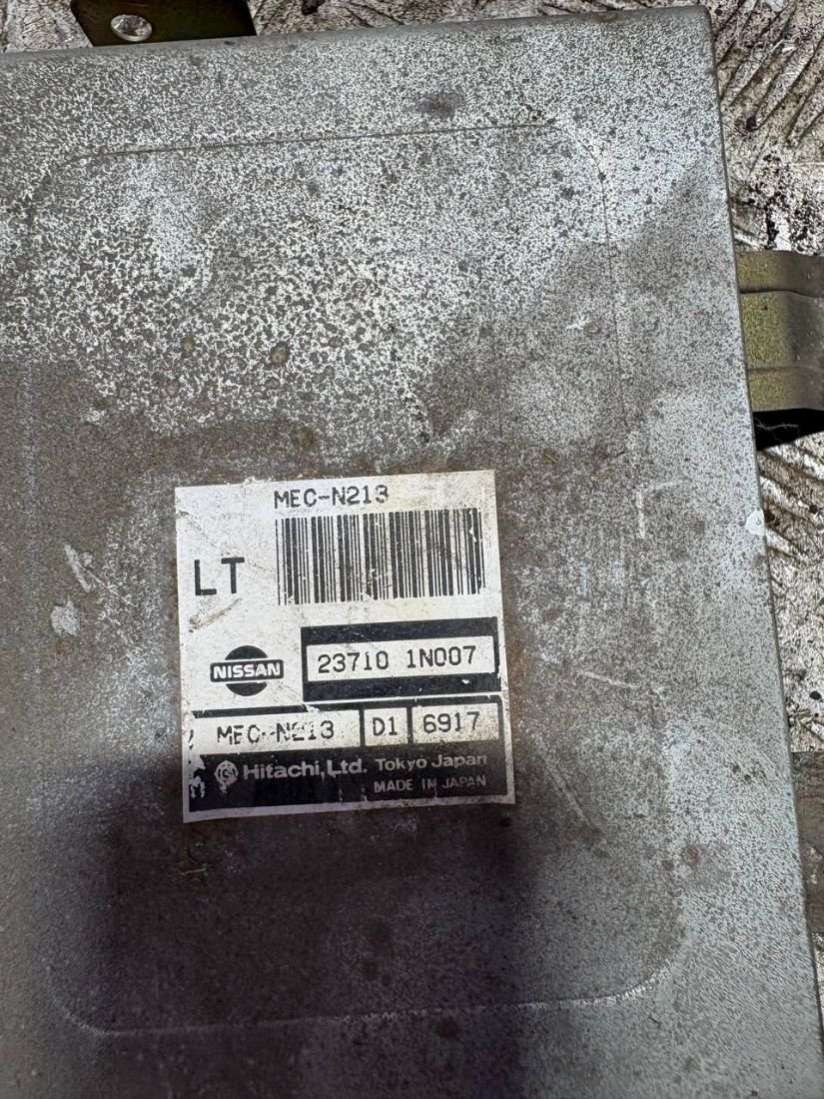 MEC-N213
LT
NISSAN
23710 1N007
MEC-N213 D1 6917
Hitachi, Ltd. Tokyo Japan
MADE IN JAPAN